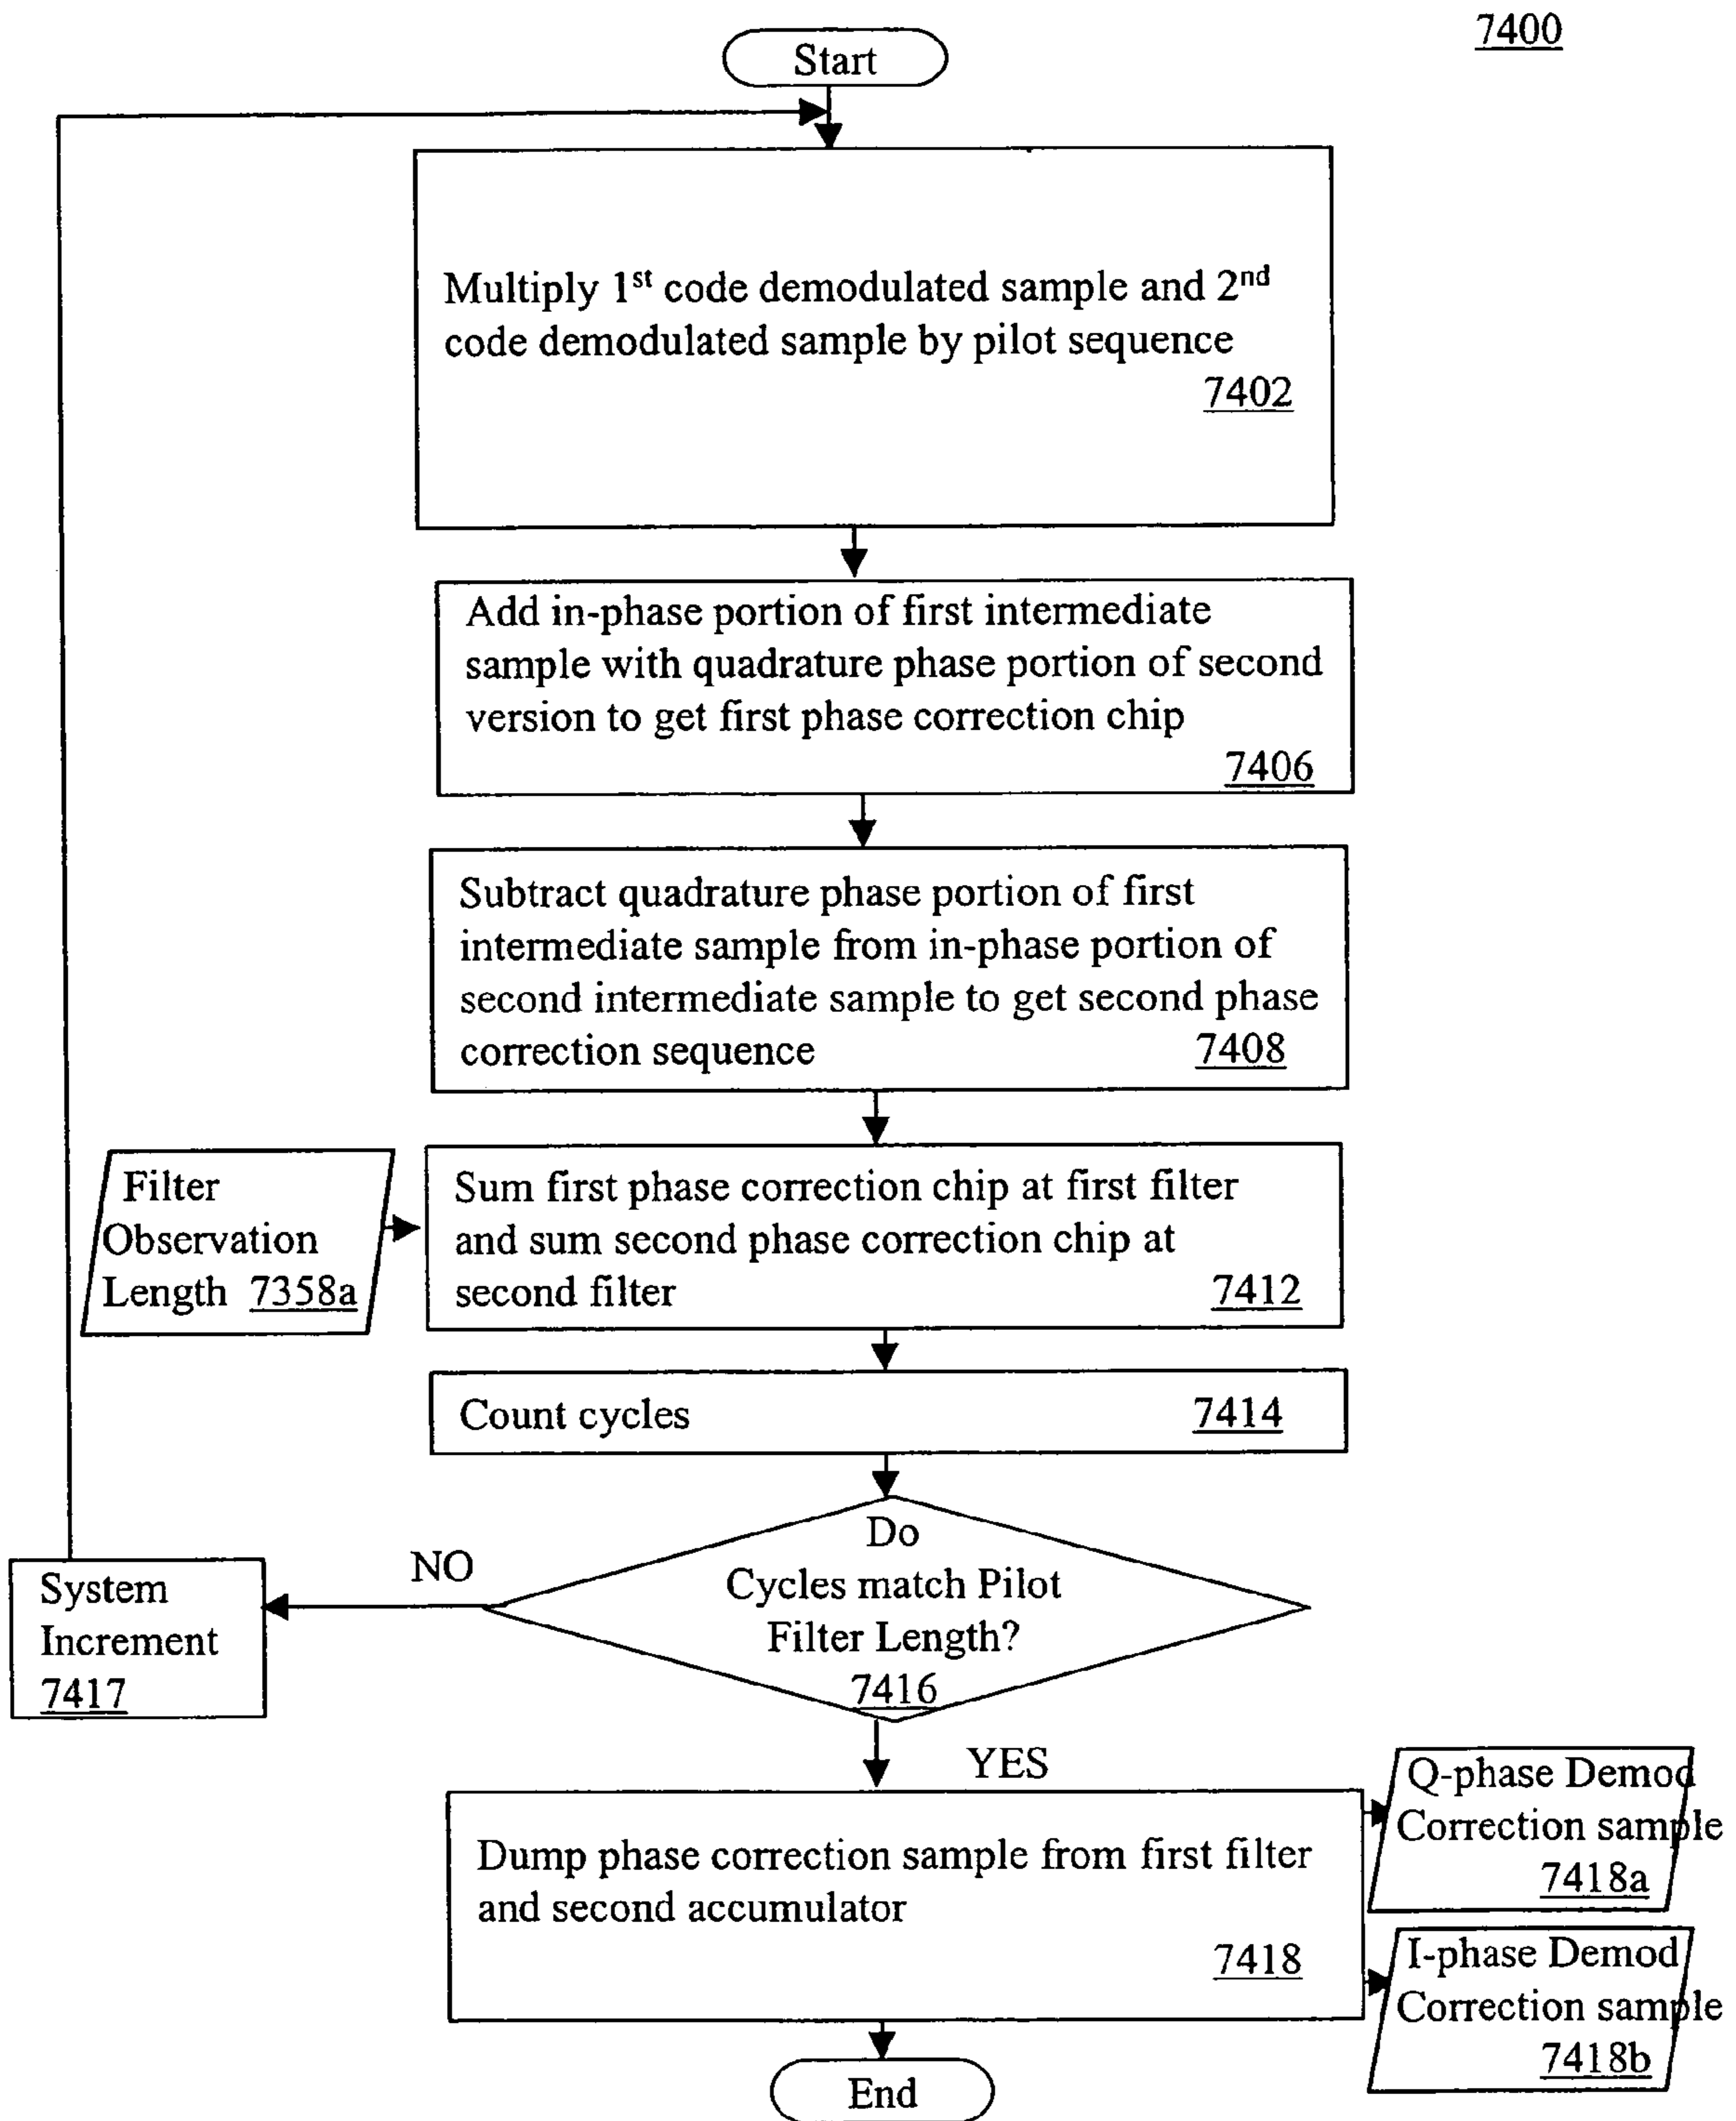 7400
Start
Multiply 1st code demodulated sample and 2nd
code demodulated sample by pilot sequence
7402
Add in-phase portion of first intermediate
sample with quadrature phase portion of second
version to get first phase correction chip
7406
Subtract quadrature phase portion of first
intermediate sample from in-phase portion of
second intermediate sample to get second phase
correction sequence 7408
Filter
Observation
Length 7358a
Sum first phase correction chip at first filter
and sum second phase correction chip at
second filter 7412
Count cycles 7414
Do
Cycles match Pilot
Filter Length?
7416
NO
System
Increment
7417
YES
Dump phase correction sample from first filter
and second accumulator
7418
Q-phase Demod
Correction sample
7418a
I-phase Demod
Correction sample
7418b
End